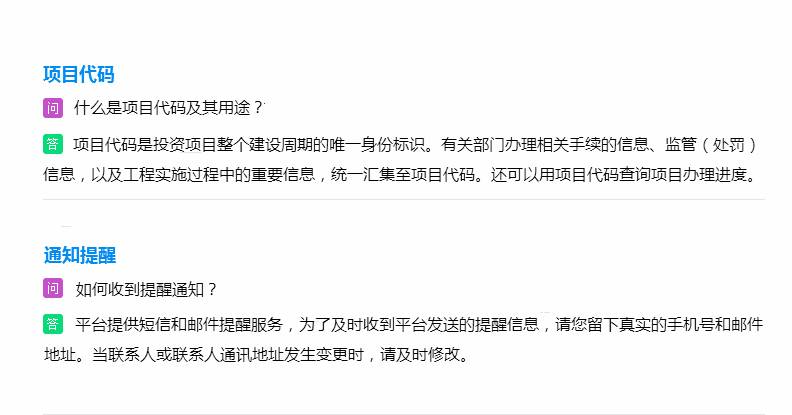 项目代码
问 什么是项目代码及其用途？
答 项目代码是投资项目整个建设周期的唯一身份标识。有关部门办理相关手续的信息、监管（处罚）
信息，以及工程实施过程中的重要信息，统一汇集至项目代码。还可以用项目代码查询项目办理进度。
通知提醒
问 如何收到提醒通知？
答 平台提供短信和邮件提醒服务，为了及时收到平台发送的提醒信息，请您留下真实的手机号和邮件
地址。当联系人或联系人通讯地址发生变更时，请及时修改。